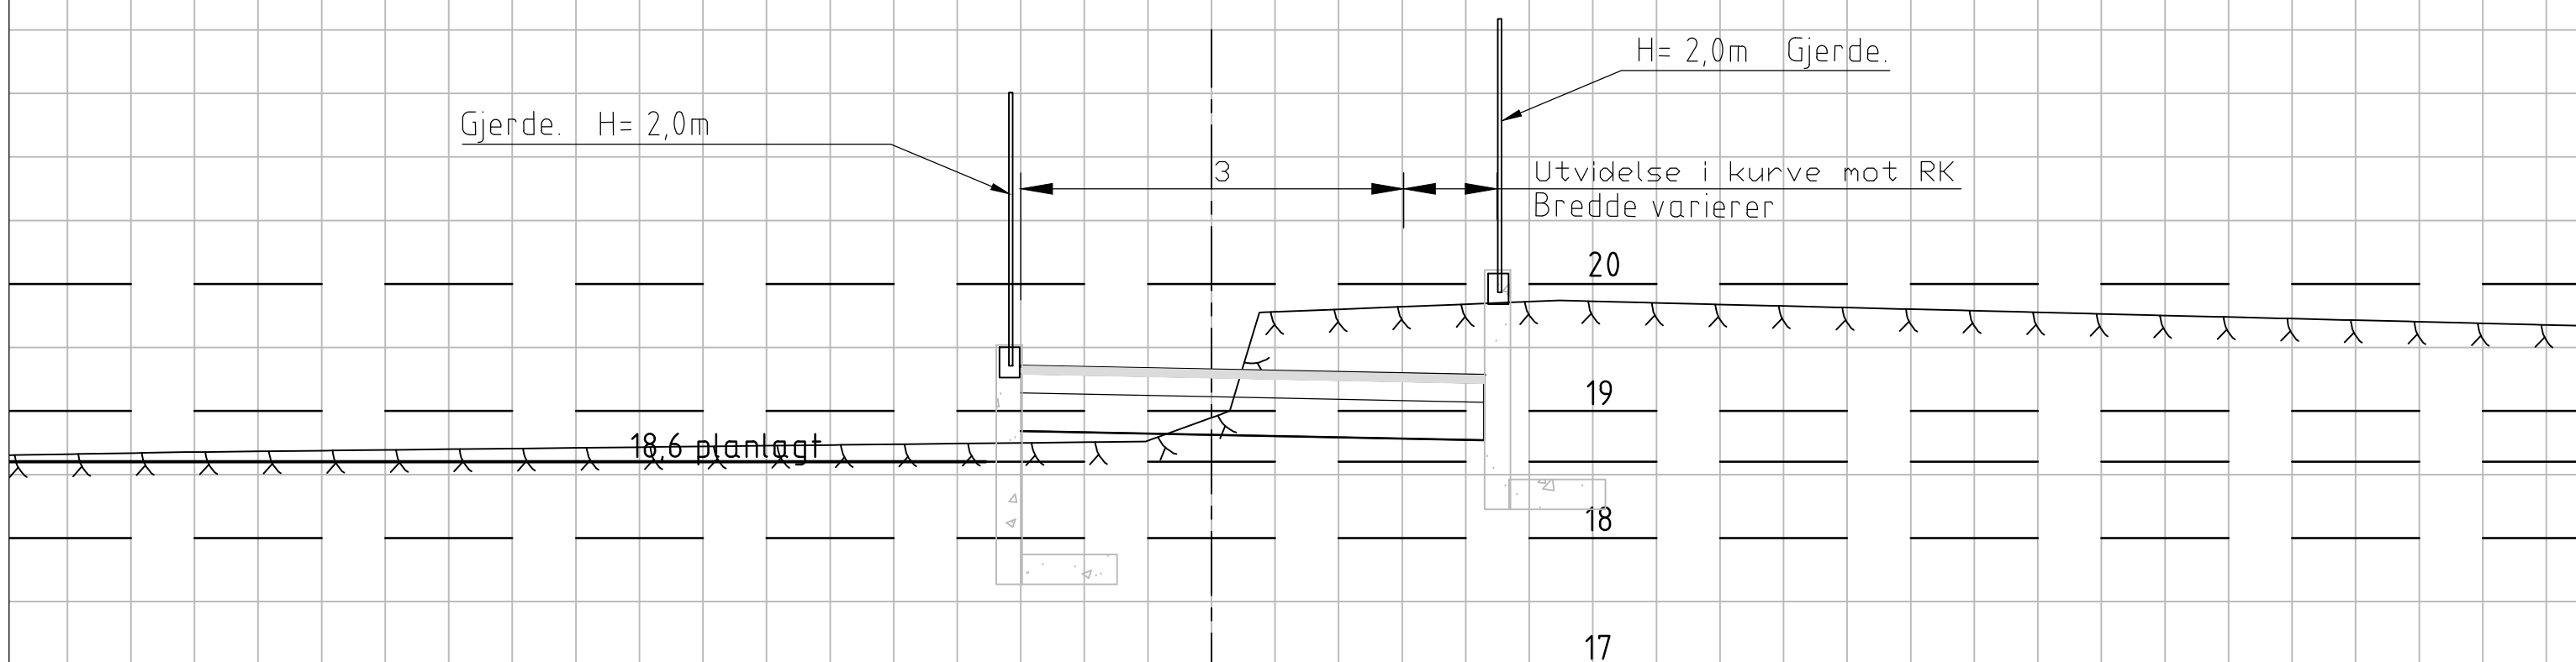 H= 2,0m Gjerde.
Gjerde. H= 2,0m
3
Utvidelse i kurve mot RK
Bredde varierer
20
19
18,6 planlagt
18
17